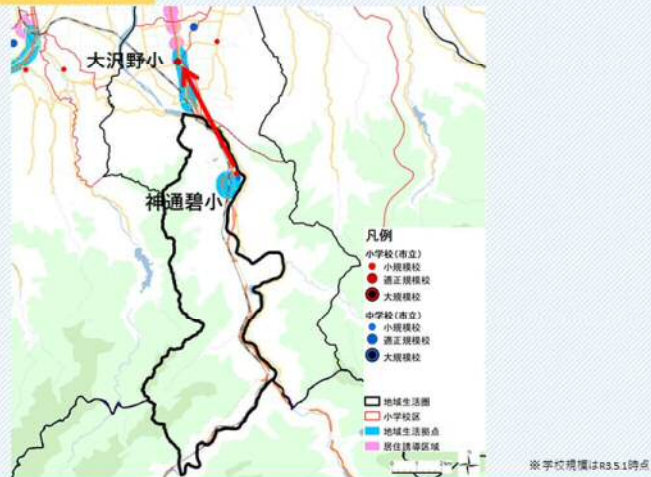 大沢野小
神通碧小
凡例
小学校(市立)
小規模校
適正規模校
大規模校
中学校(市立)
小規模校
適正規模校
大規模校
地域生活圏
小学校区
地域生活拠点
居住誘導区域
※学校規模はR3.5.1時点